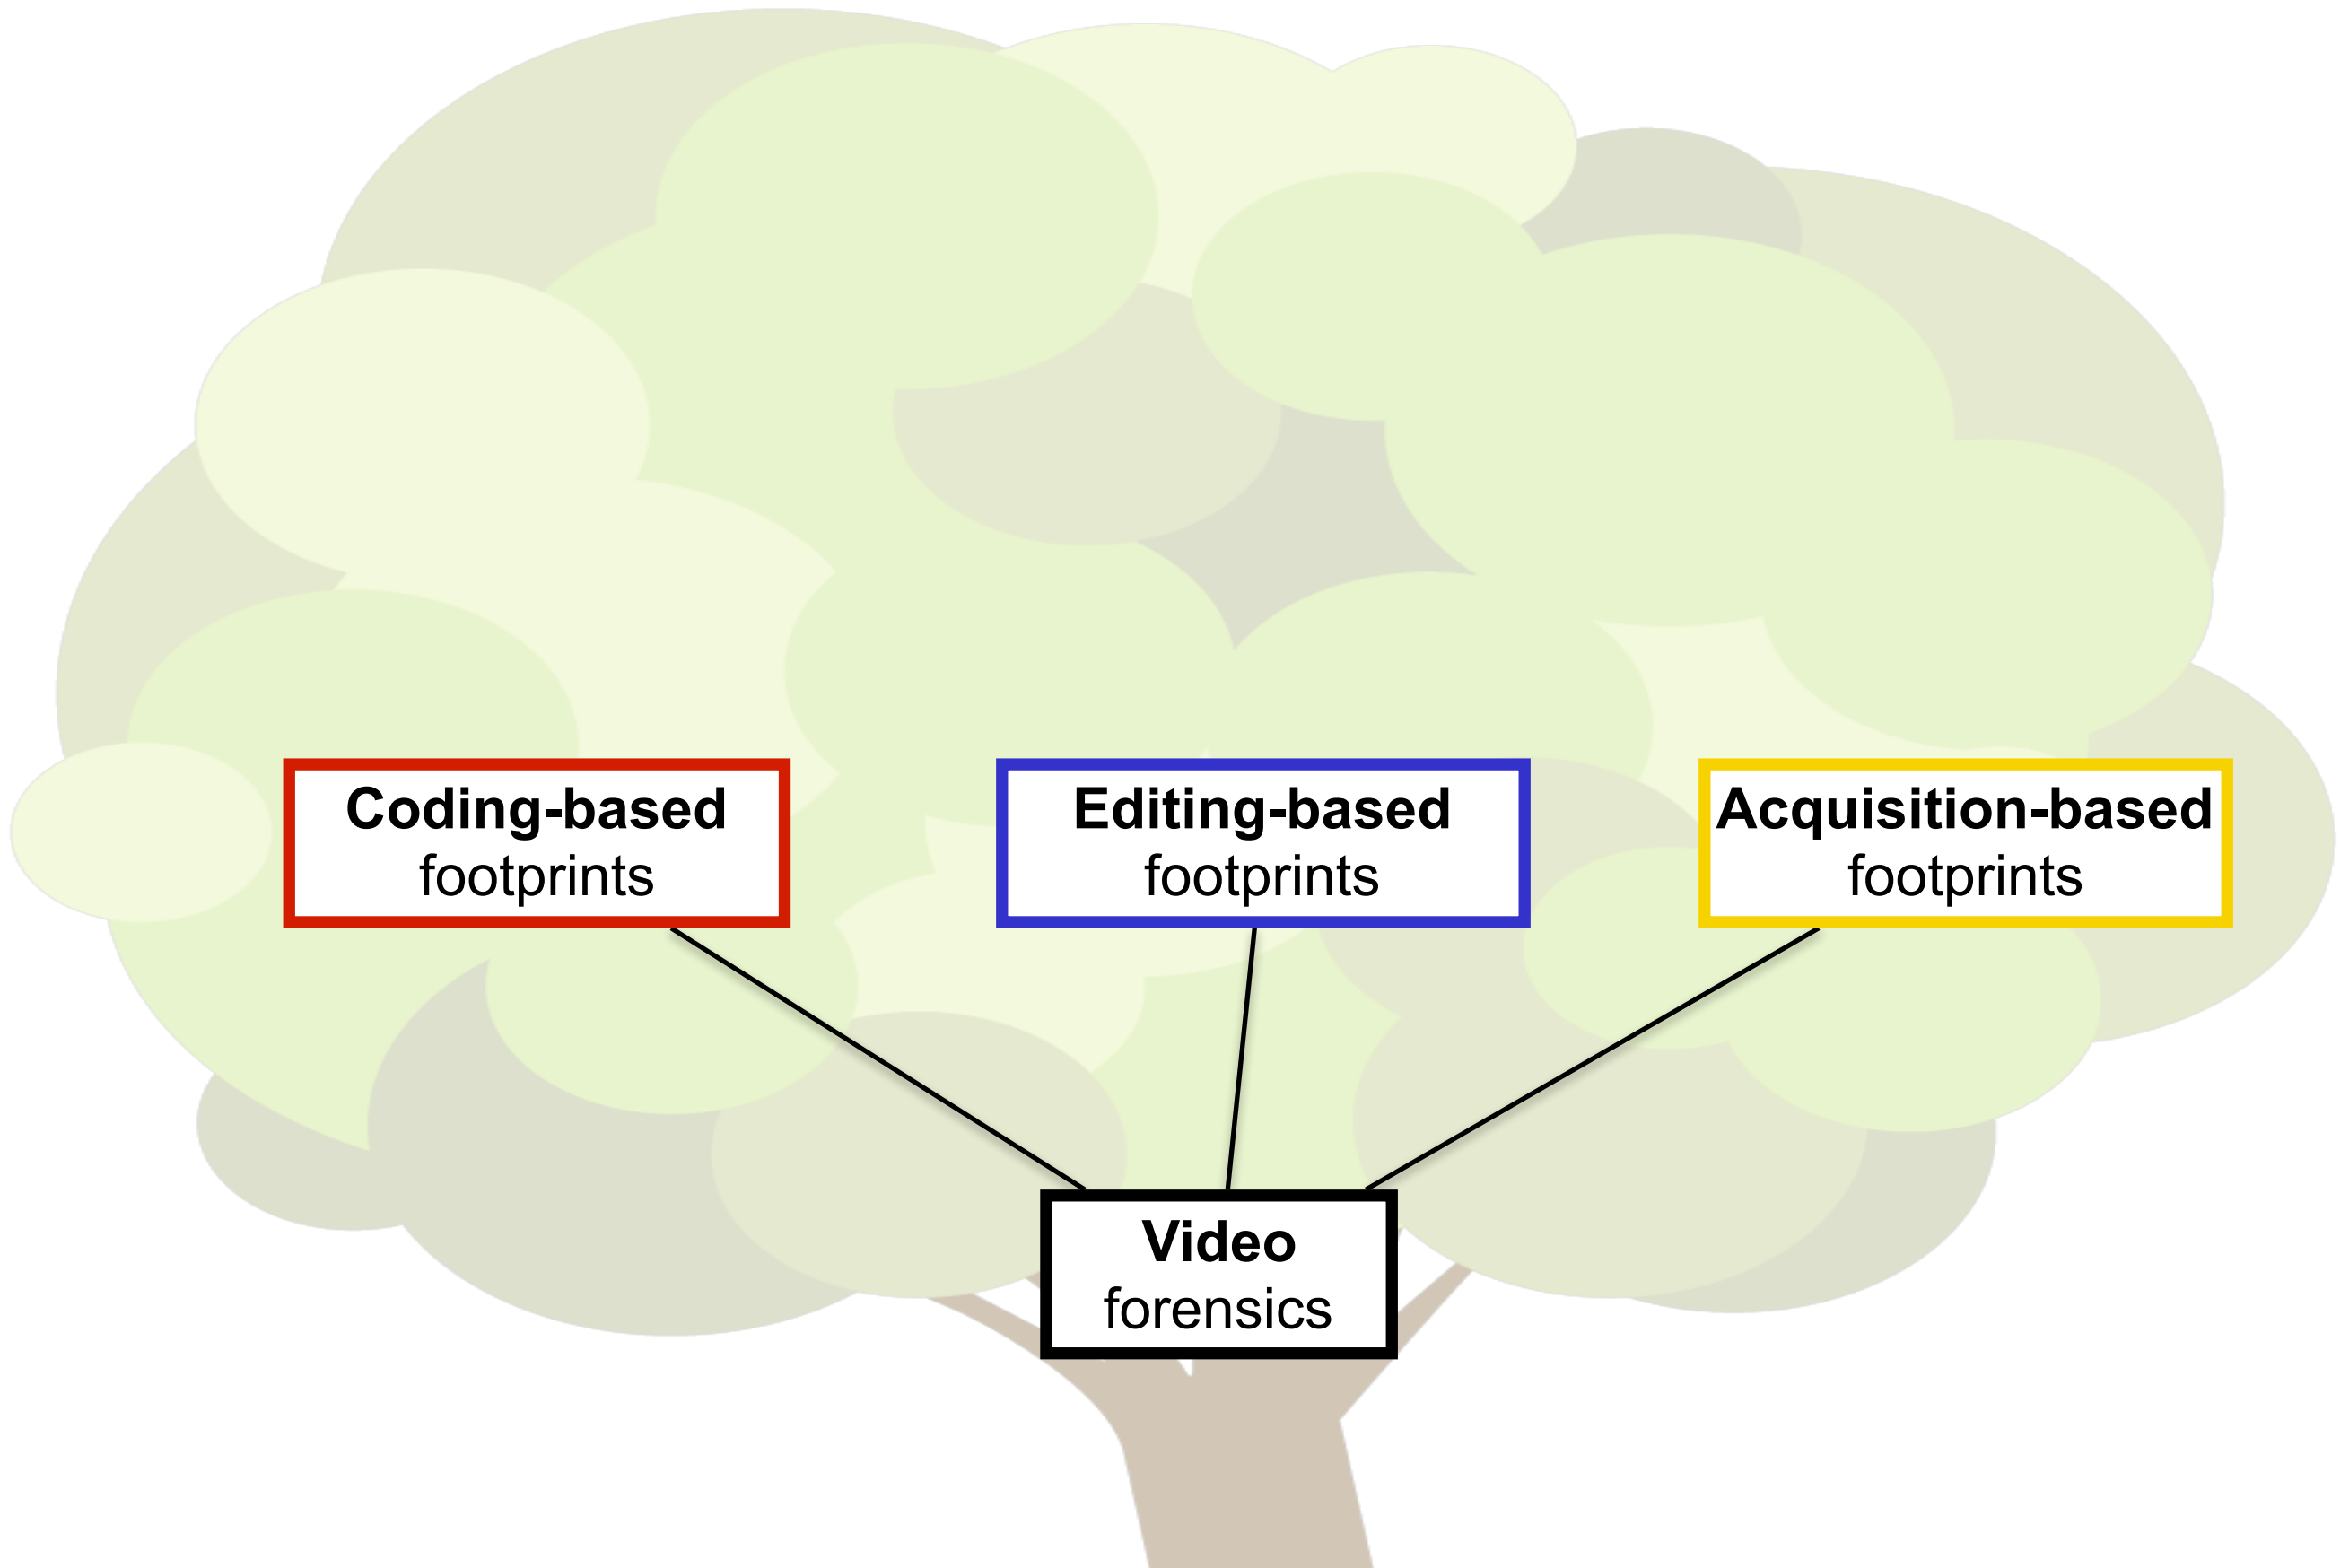 Coding-based
footprints
Editing-based
footprints
Acquisition-based
footprints
Video
forensics